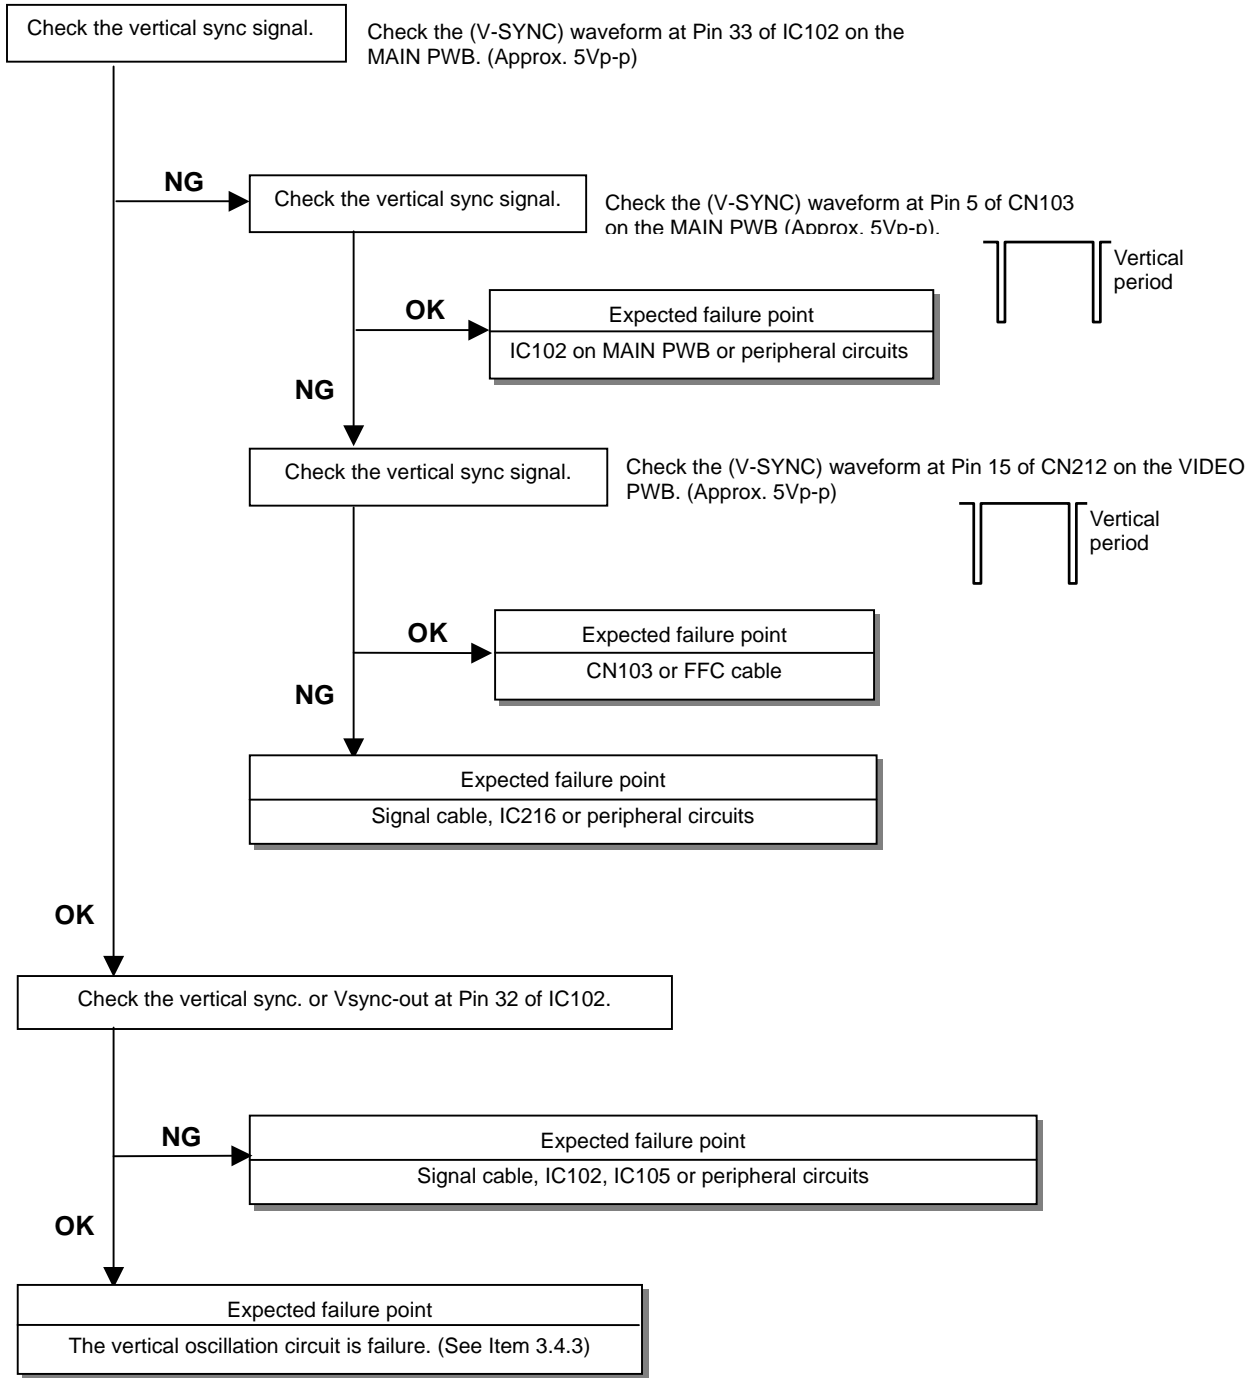 Check the vertical sync signal.
Check the (V-SYNC) waveform at Pin 33 of IC102 on the
MAIN PWB. (Approx. 5Vp-p)
NG
Check the vertical sync signal.
Check the (V-SYNC) waveform at Pin 5 of CN103
on the MAIN PWB (Approx. 5Vp-p).
Vertical
period
OK
Expected failure point
IC102 on MAIN PWB or peripheral circuits
NG
Check the vertical sync signal.
Check the (V-SYNC) waveform at Pin 15 of CN212 on the VIDEO
PWB. (Approx. 5Vp-p)
Vertical
period
OK
Expected failure point
CN103 or FFC cable
NG
Expected failure point
Signal cable, IC216 or peripheral circuits
OK
Check the vertical sync. or Vsync-out at Pin 32 of IC102.
NG
Expected failure point
Signal cable, IC102, IC105 or peripheral circuits
OK
Expected failure point
The vertical oscillation circuit is failure. (See Item 3.4.3)